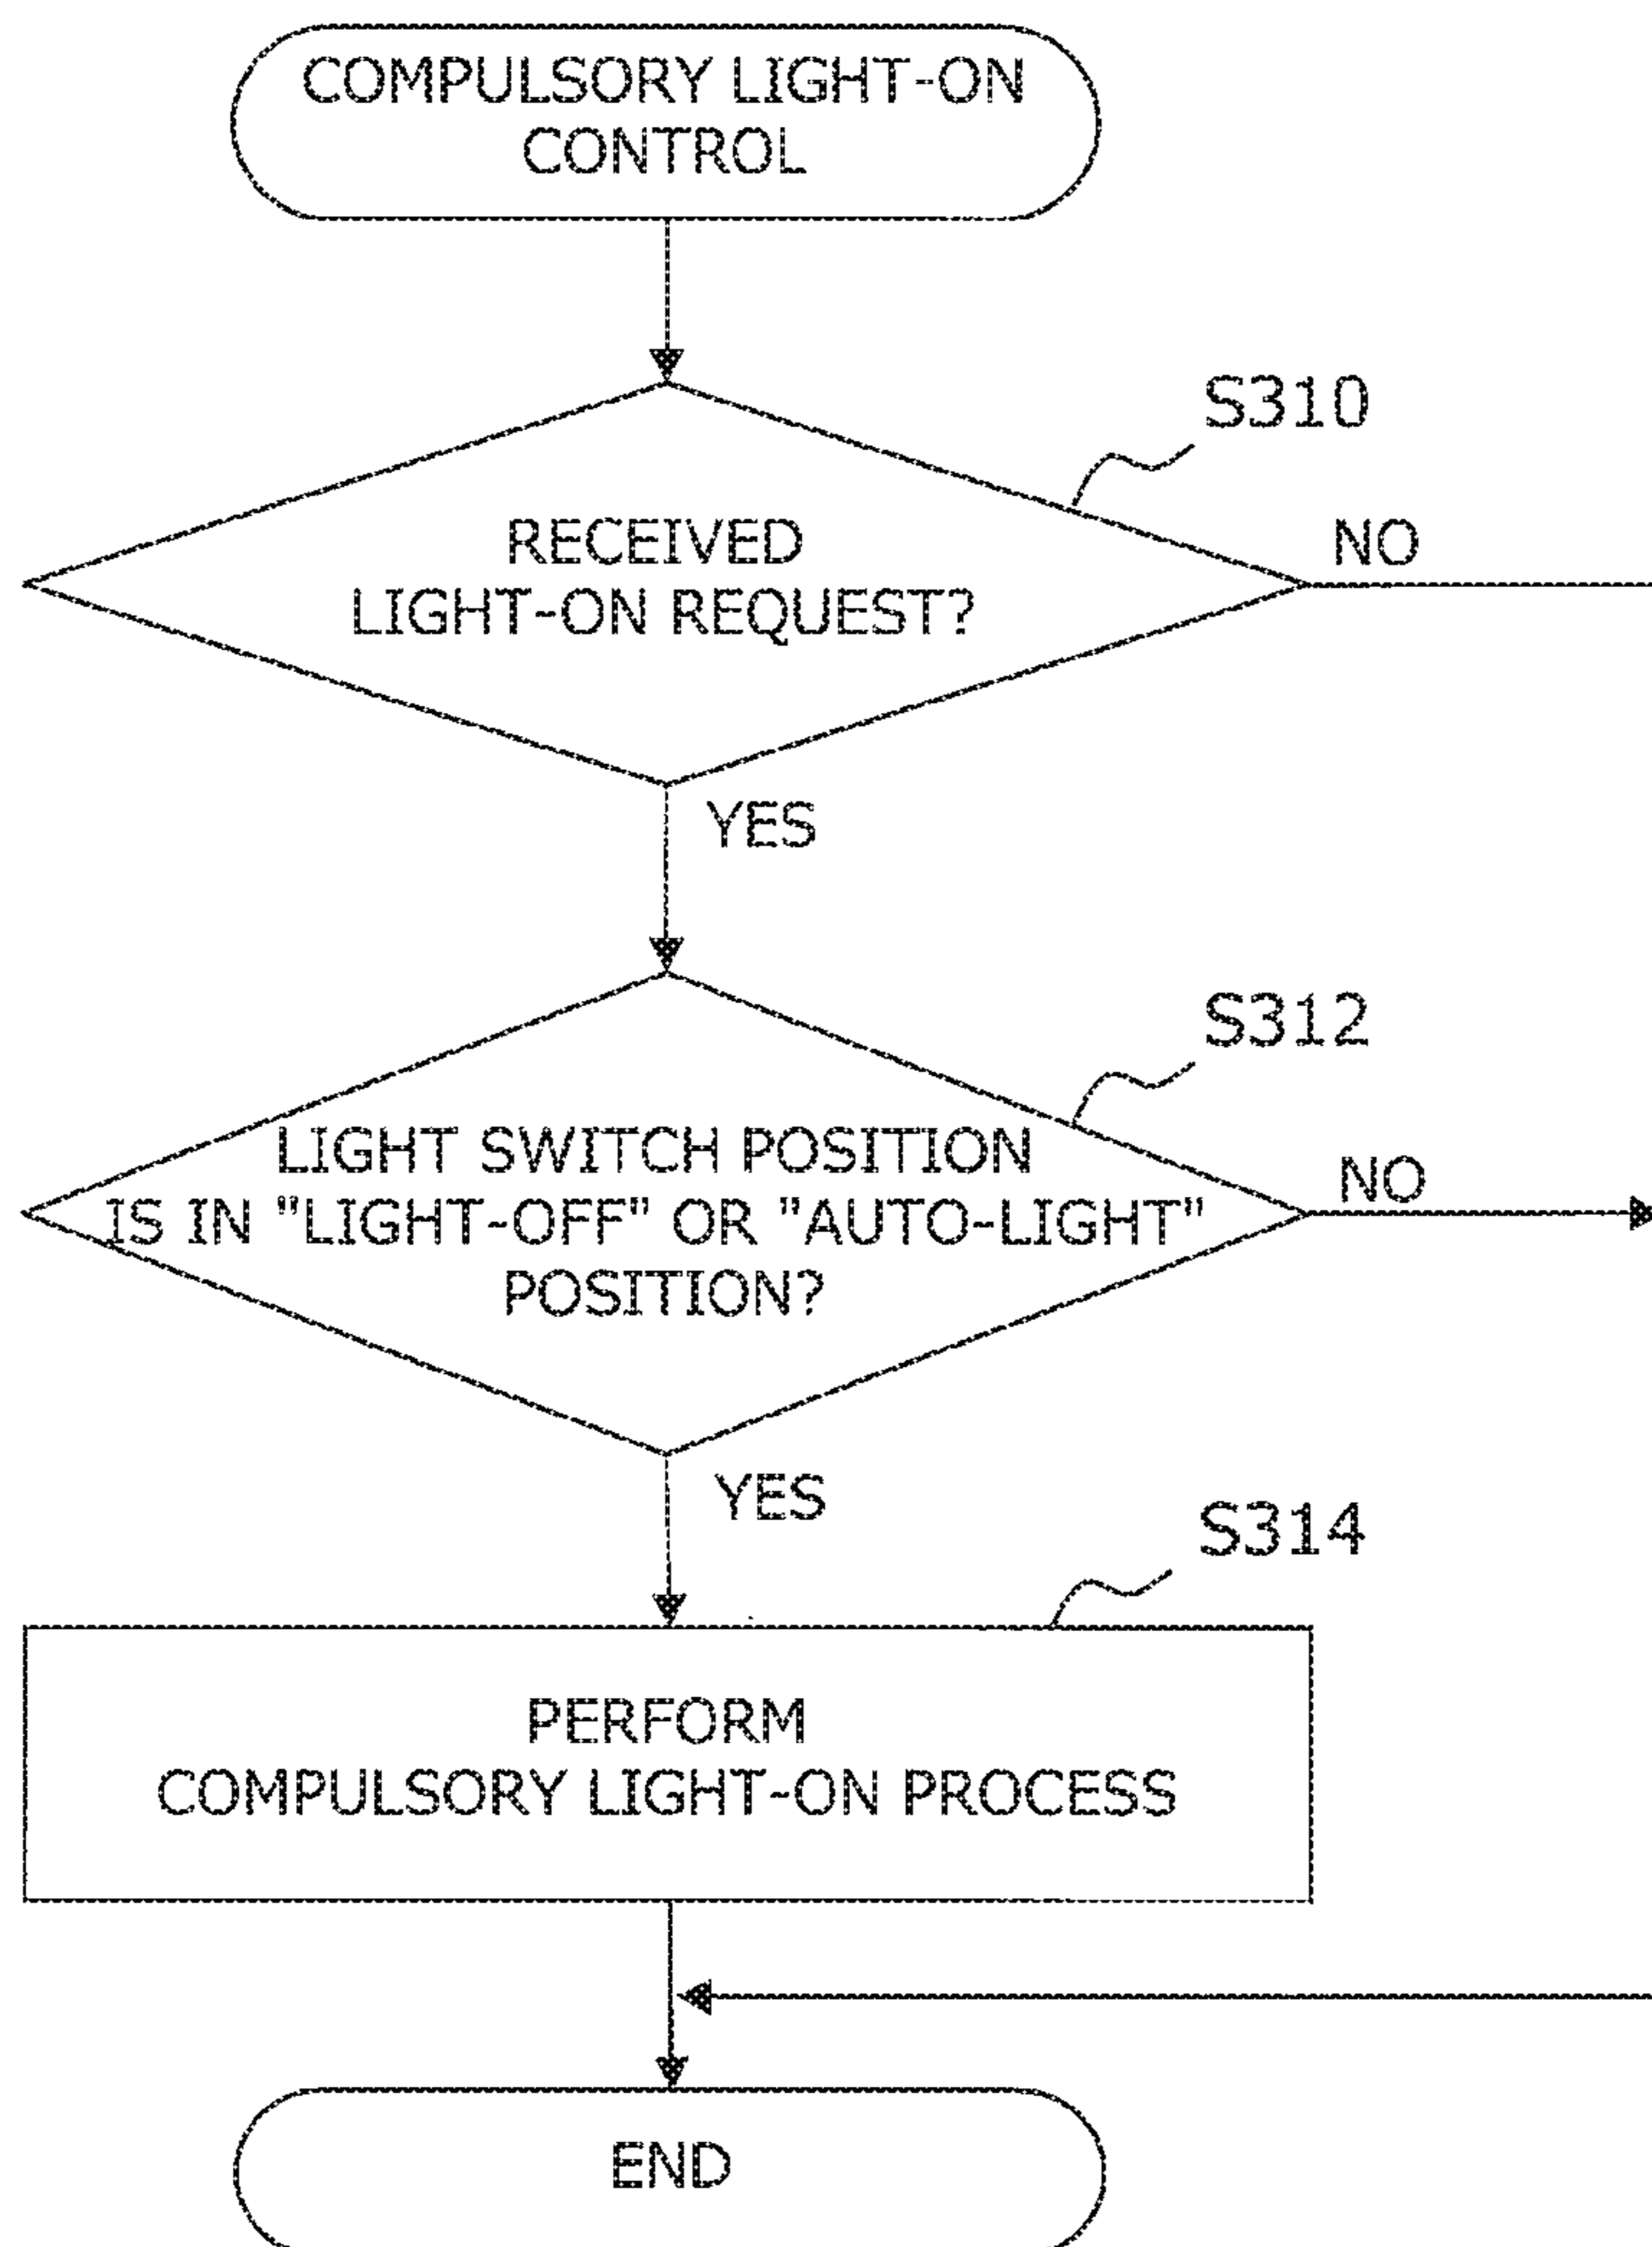 COMPULSORY LIGHT-ON
CONTROL
S310
RECEIVED
LIGHT-ON REQUEST?
NO
YES
S312
LIGHT SWITCH POSITION
IS IN "LIGHT-OFF" OR "AUTO-LIGHT"
POSITION?
NO
YES
S314
PERFORM
COMPULSORY LIGHT-ON PROCESS
END